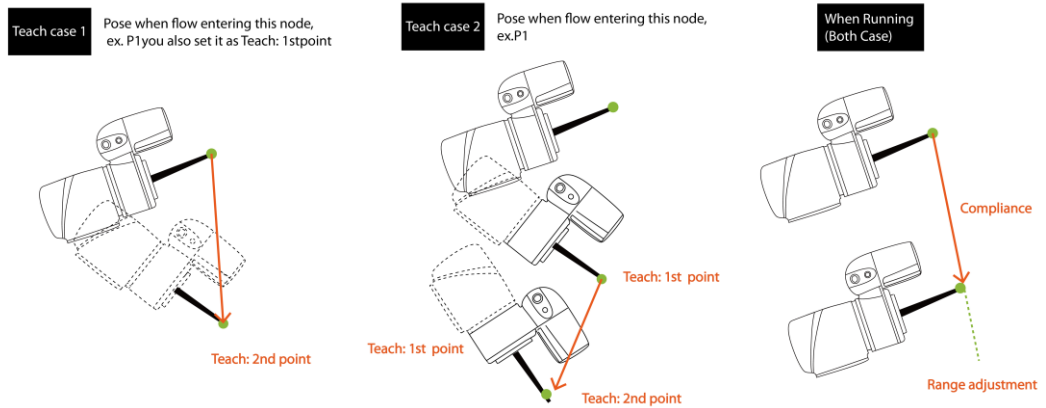 Teach case 1
Pose when flow entering this node,
ex. P1you also set it as Teach: 1stpoint
Teach: 2nd point
Teach case 2
Pose when flow entering this node,
ex.P1
Teach: 1st point
Teach: 1st point
Teach: 2nd point
When Running
(Both Case)
Compliance
Range adjustment